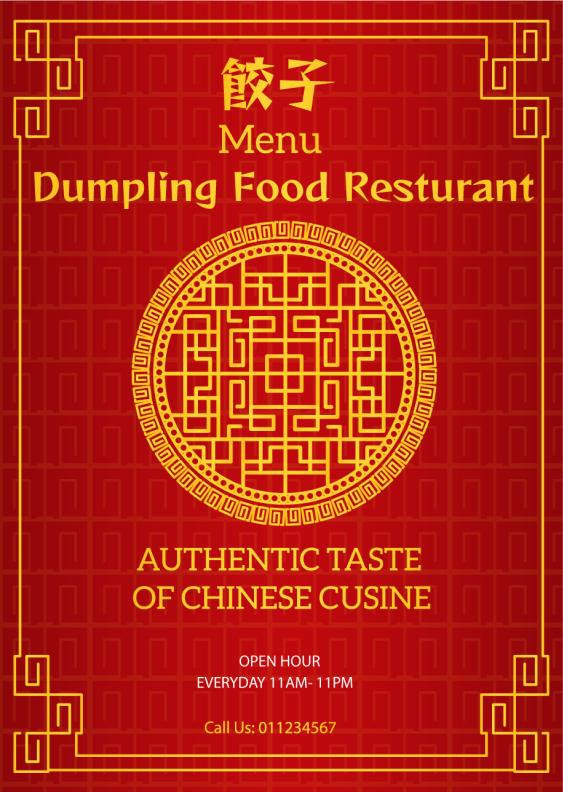 餃子
Menu
Dumpling Food Resturant
AUTHENTIC TASTE
OF CHINESE CUSINE
OPEN HOUR
EVERYDAY 11AM- 11PM
Call Us: 011234567